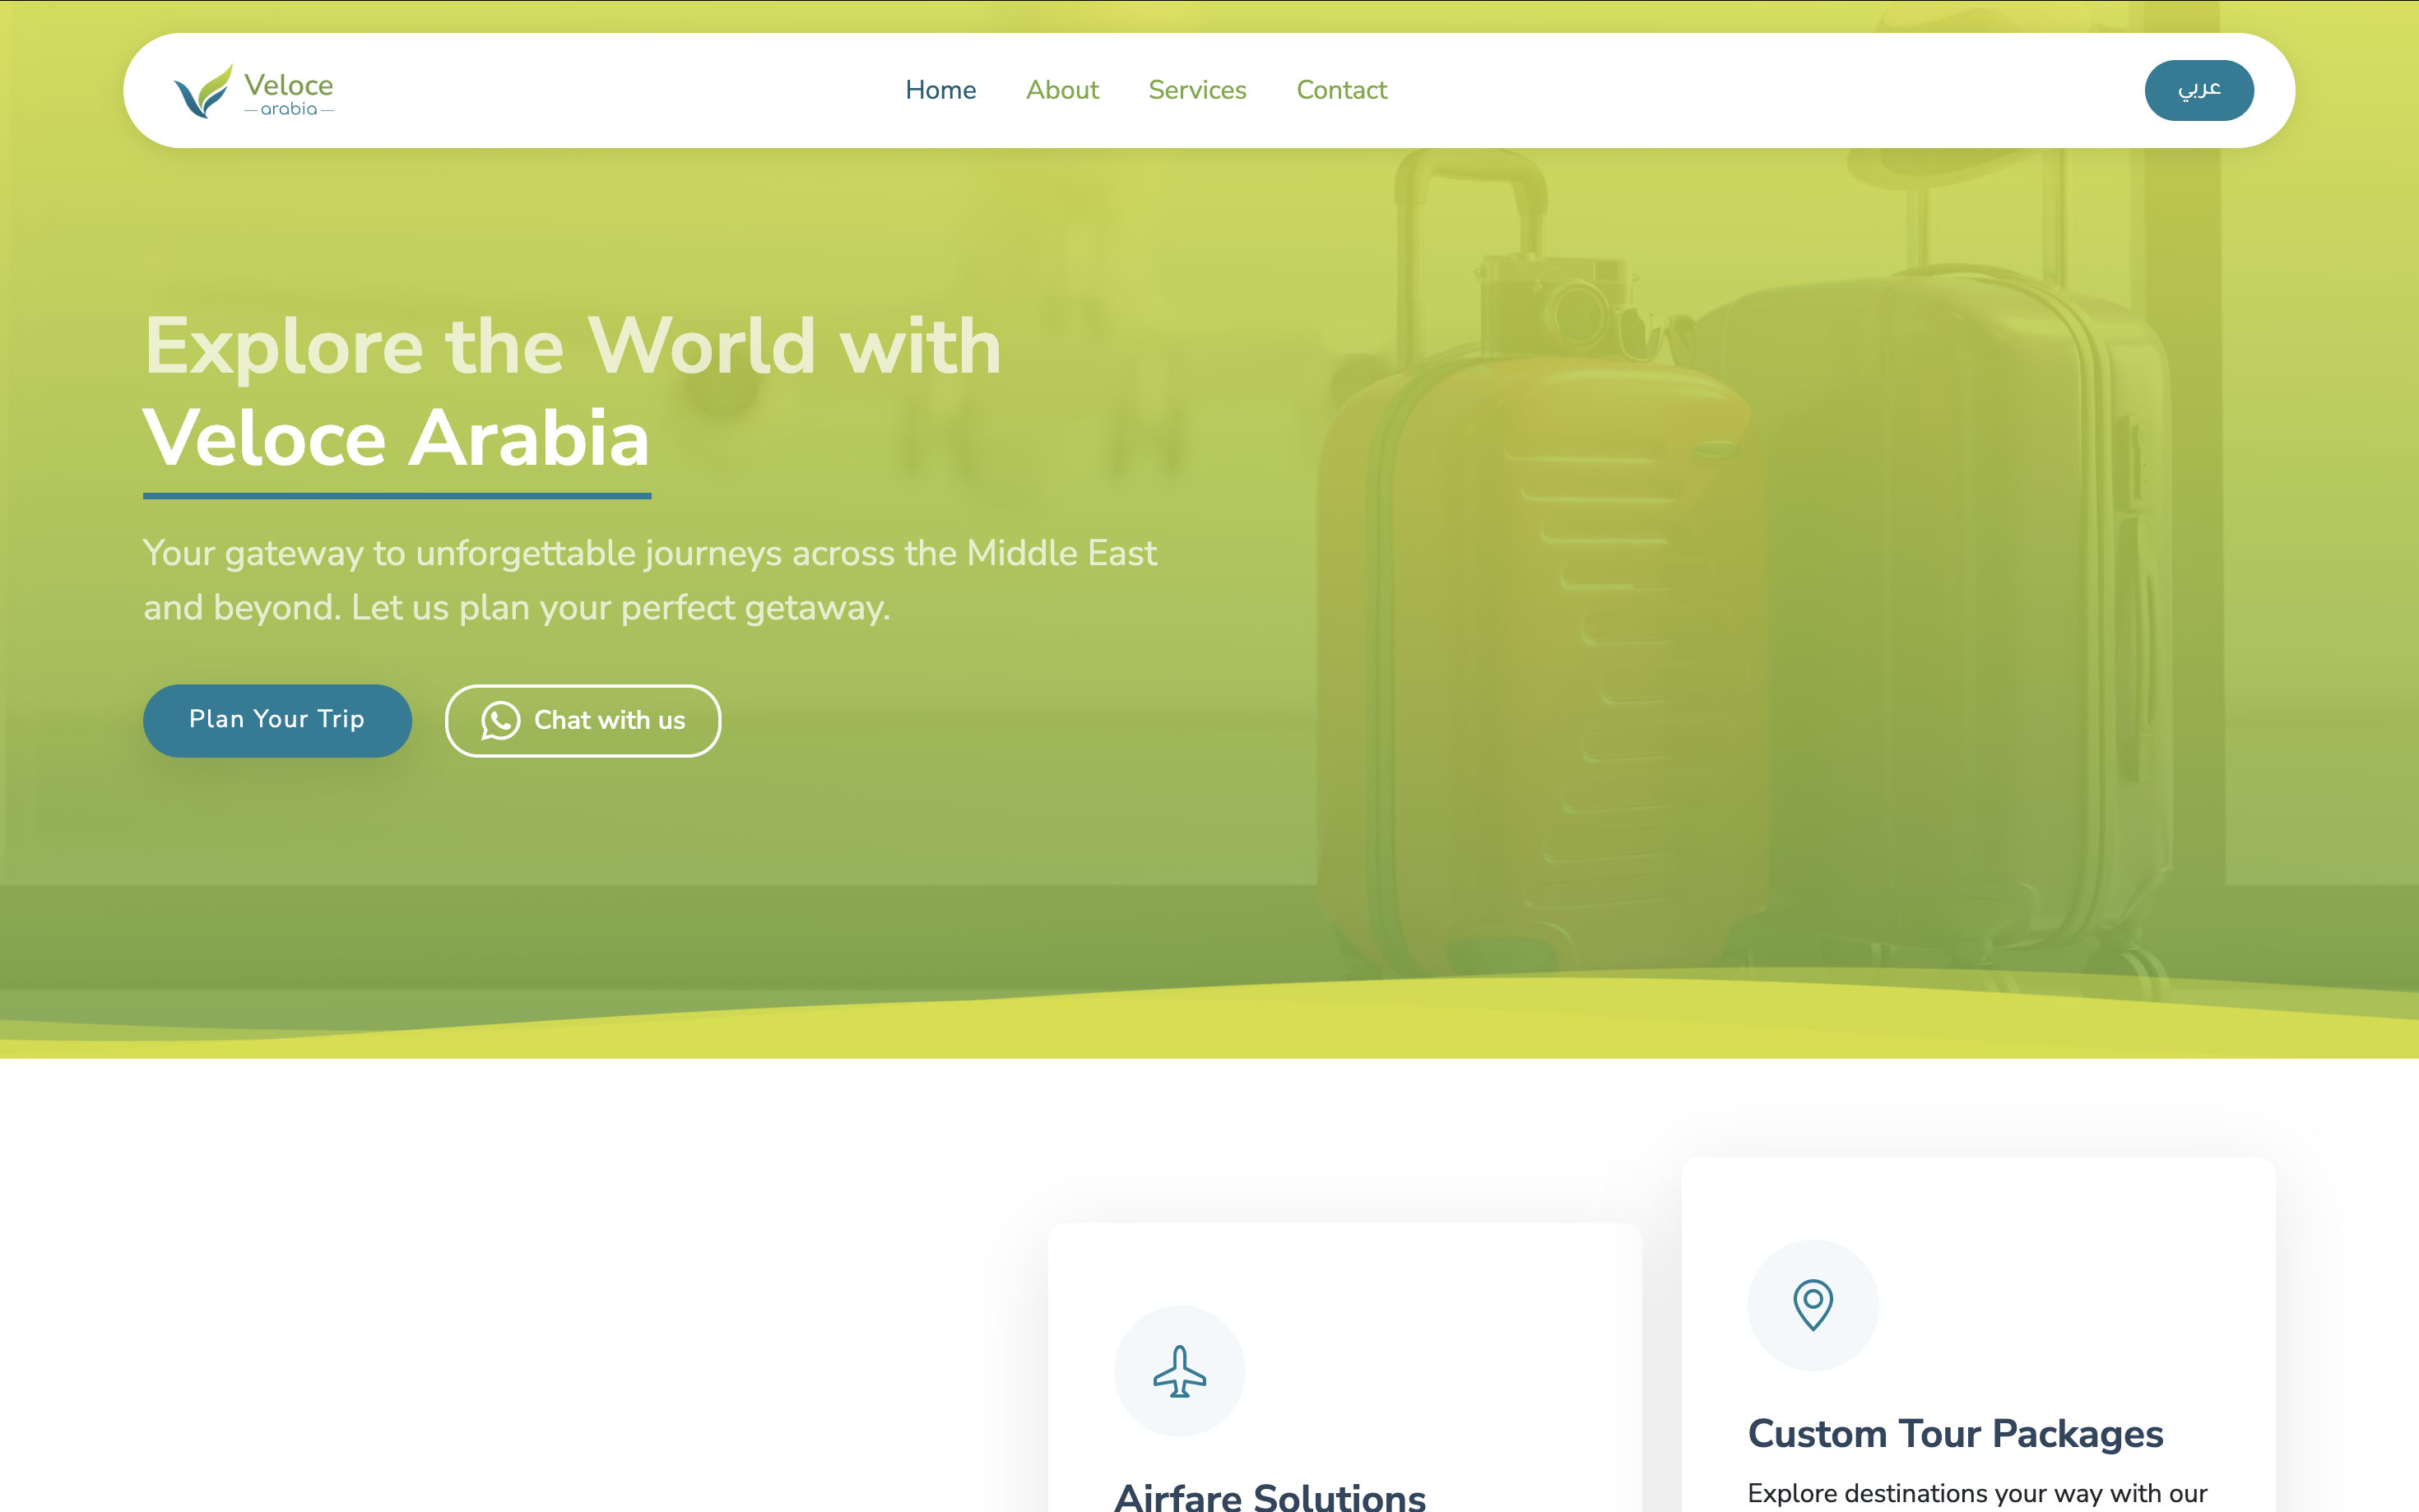 Veloce
arabia
Home
About
Services
Contact
عربي
Explore the World with
Veloce Arabia
Your gateway to unforgettable journeys across the Middle East
and beyond. Let us plan your perfect getaway.
Plan Your Trip
Chat with us
Custom Tour Packages
Explore destinations your way with our
Airfare Solutions